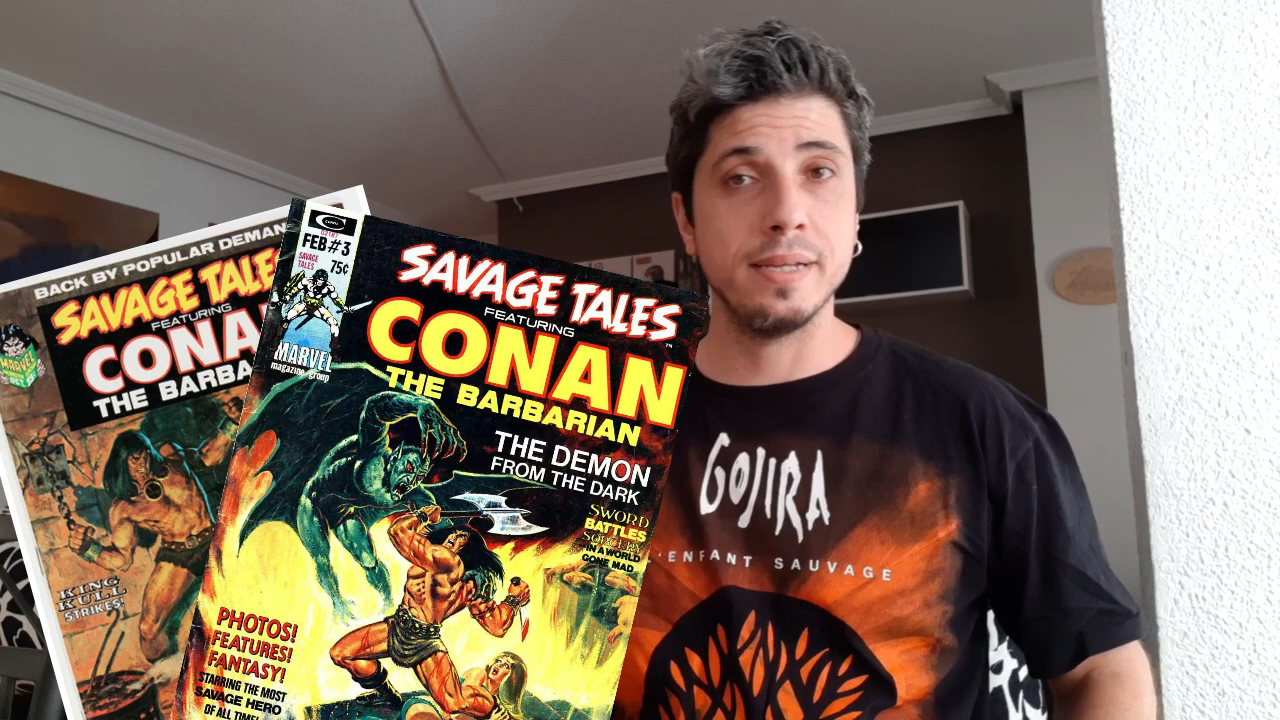 BACK BY POPULAR DEMAN
SAVAGE TALE
FEATURING
CONA
THE BARBA
KING
KULL
STRIKES!
FEB #3
SAVAGE
TALES
75¢
MARVEL
magazine group
SAVAGE TALES
FEATURING
CONAN
THE BARBARIAN
THE DEMON
FROM THE DARK
SWORD
BATTLES
SORCERY
IN A WORLD
GONE MAD
PHOTOS!
FEATURES!
FANTASY!
STARRING THE MOST
SAVAGE HERO
OF ALL TIME!
GOJIRA
L'ENFANT SAUVAGE